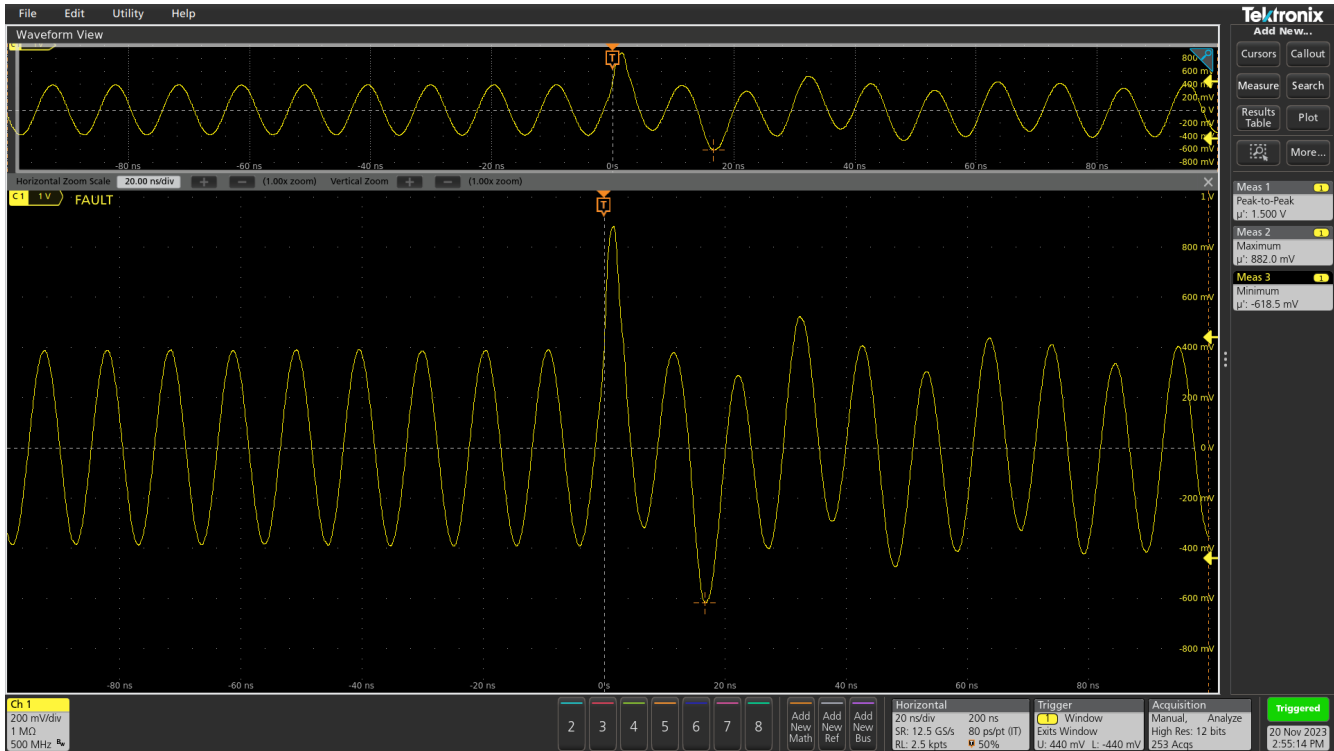 File Edit Utility Help
Tektronix
Waveform View
Add New...
C 1 1 V
T
800 mV
600 mV
400 mV
200 mV
0 V
-200 mV
-400 mV
-600 mV
-800 mV
-80 ns -60 ns -40 ns -20 ns 0 s 20 ns 40 ns 60 ns 80 ns
Cursors Callout
Measure Search
Results Table Plot
More...
Horizontal Zoom Scale 20.00 ns/div + − (1.00x zoom) Vertical Zoom + − (1.00x zoom) ×
C 1 1 V FAULT
T
1 V
800 mV
600 mV
400 mV
200 mV
0 V
-200 mV
-400 mV
-600 mV
-800 mV
-80 ns -60 ns -40 ns -20 ns 0 s 20 ns 40 ns 60 ns 80 ns
Meas 1 1
Peak-to-Peak
µ': 1.500 V
Meas 2 1
Maximum
µ': 882.0 mV
Meas 3 1
Minimum
µ': -618.5 mV
Ch 1
200 mV/div
1 MΩ
500 MHz Bw
2 3 4 5 6 7 8
Add New Math
Add New Ref
Add New Bus
Horizontal
20 ns/div 200 ns
SR: 12.5 GS/s 80 ps/pt (IT)
RL: 2.5 kpts 50%
Trigger
1 Window
Exits Window
U: 440 mV L: -440 mV
Acquisition
Manual, Analyze
High Res: 12 bits
253 Acqs
Triggered
20 Nov 2023
2:55:14 PM